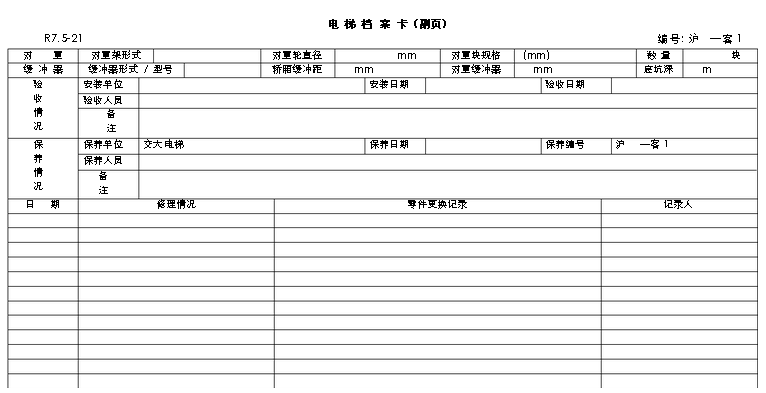 电 梯 档 案 卡（副页）
R7.5-21 编号：沪 一客 1
对 重 对重架形式 对重轮直径 mm 对重块规格 (mm) 数量 块
缓 冲 器 缓冲器形式 / 型号 轿厢缓冲距 mm 对重缓冲器 mm 底坑深 m
验收情况 安装单位 安装日期 验收日期
验收人员
备注
保养情况 保养单位 交大电梯 保养日期 保养编号 沪 一客 1
保养人员
备注
日 期 修理情况 零件更换记录 记录人